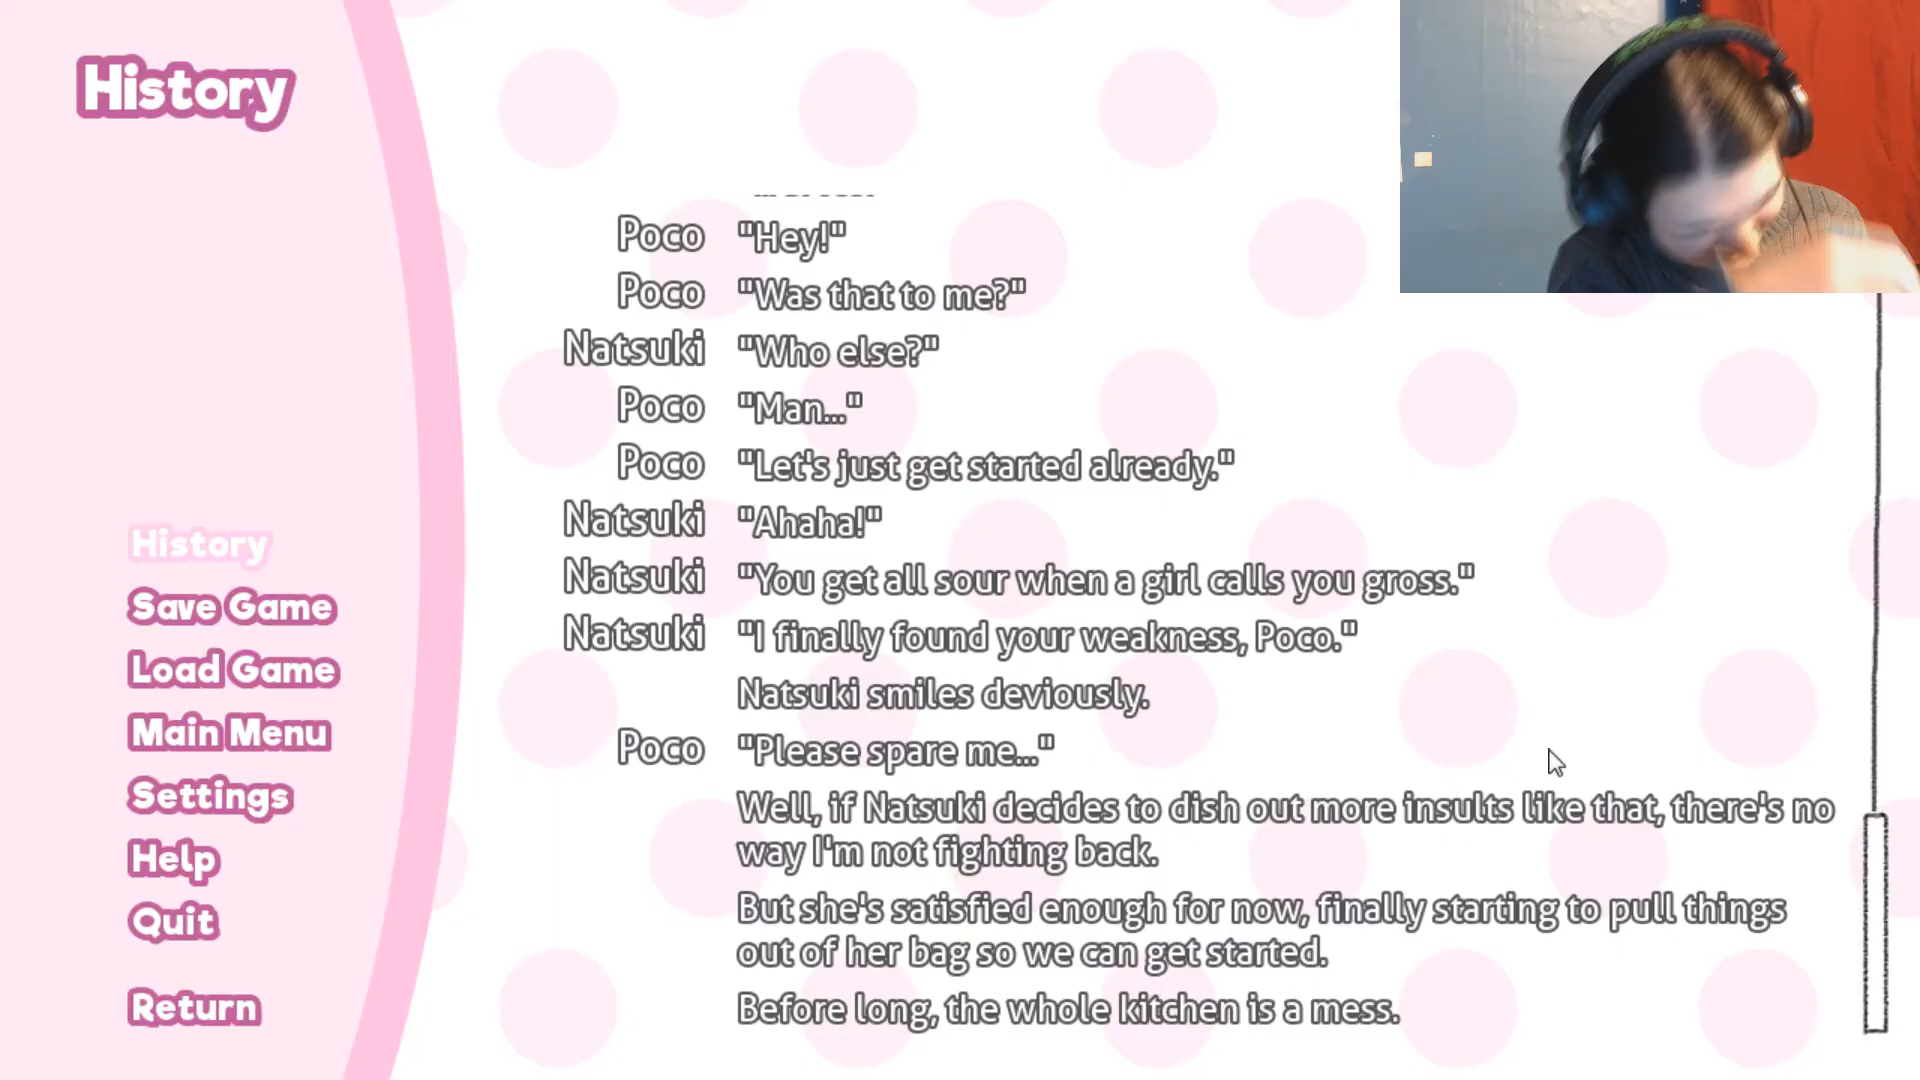 History
Poco "Hey!"
Poco "Was that to me?"
Natsuki "Who else?"
Poco "Man..."
Poco "Let's just get started already."
Natsuki "Ahaha!"
Natsuki "You get all sour when a girl calls you gross."
Natsuki "I finally found your weakness, Poco."
Natsuki smiles deviously.
Poco "Please spare me..."
Well, if Natsuki decides to dish out more insults like that, there's no
way I'm not fighting back.
But she's satisfied enough for now, finally starting to pull things
out of her bag so we can get started.
Before long, the whole kitchen is a mess.
History
Save Game
Load Game
Main Menu
Settings
Help
Quit
Return